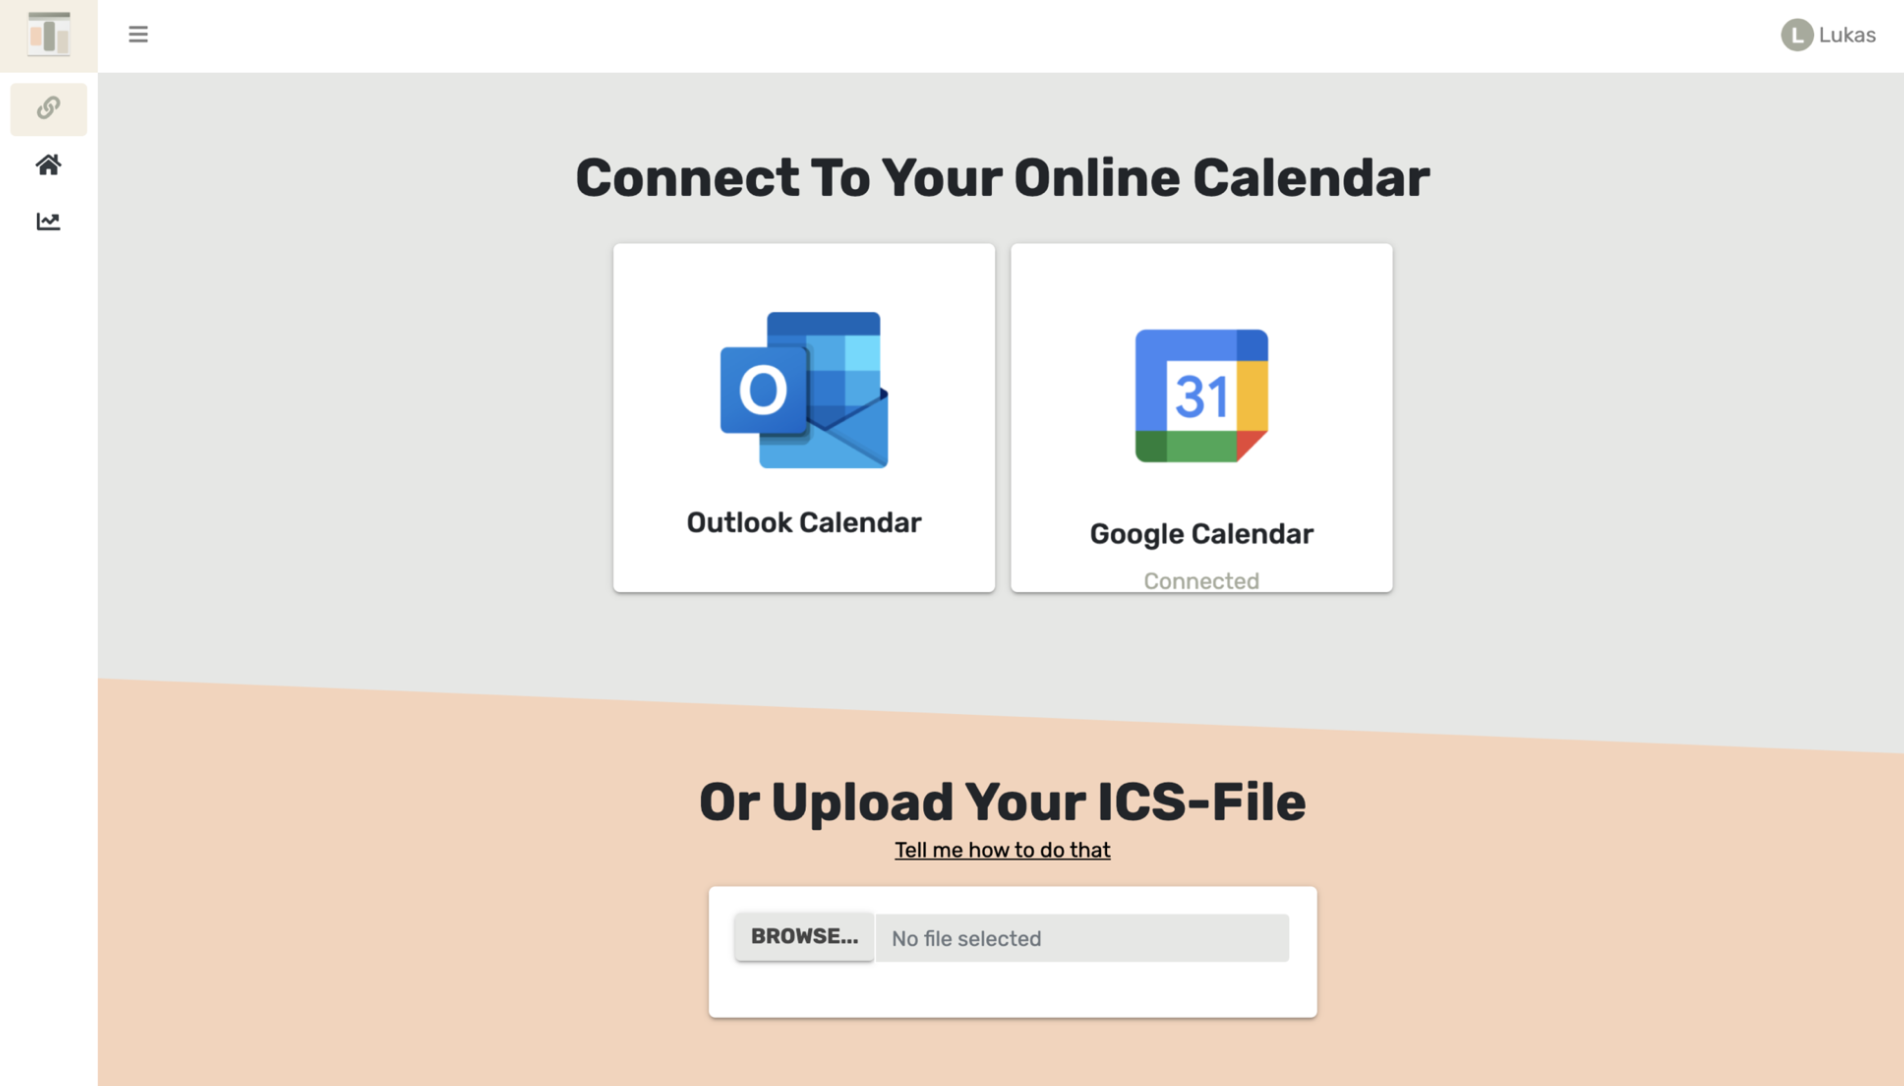 L Lukas
Connect To Your Online Calendar
O
31
Outlook Calendar
Google Calendar
Connected
Or Upload Your ICS-File
Tell me how to do that
BROWSE... No file selected